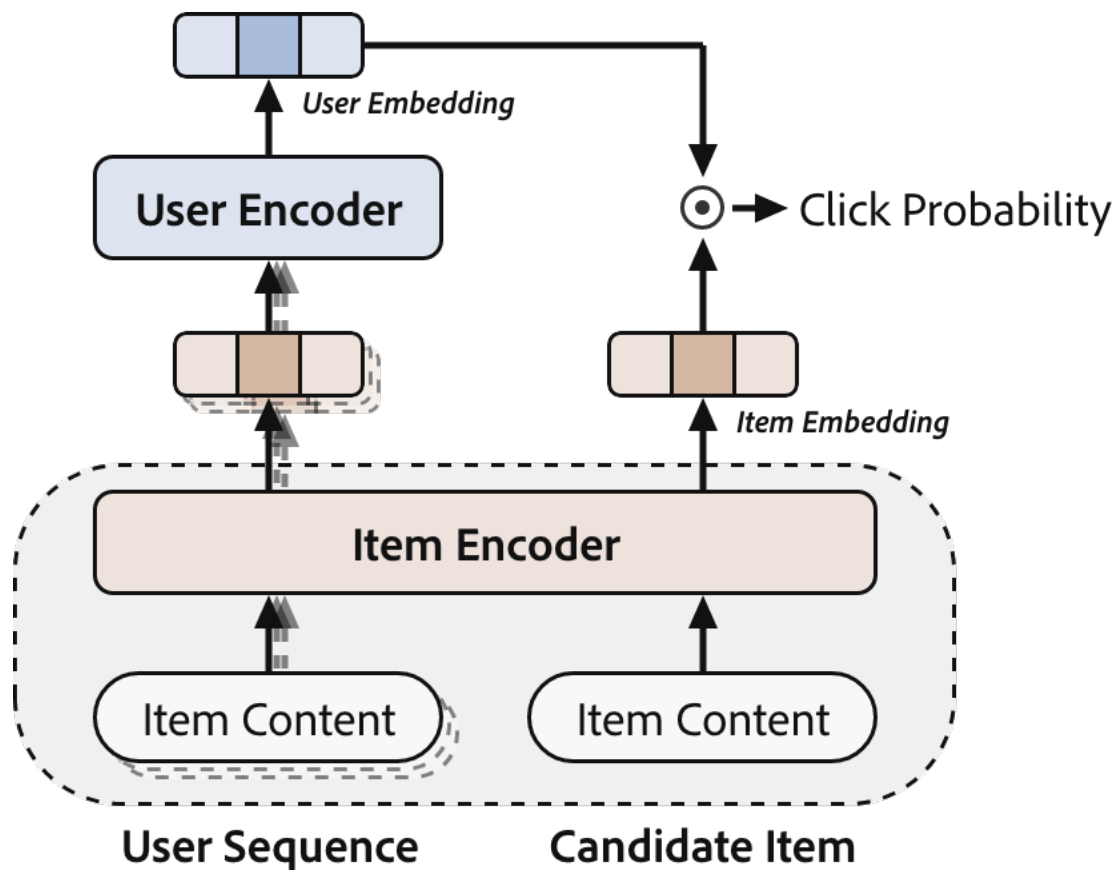 User Embedding
User Encoder
Click Probability
Item Embedding
Item Encoder
Item Content
Item Content
User Sequence
Candidate Item